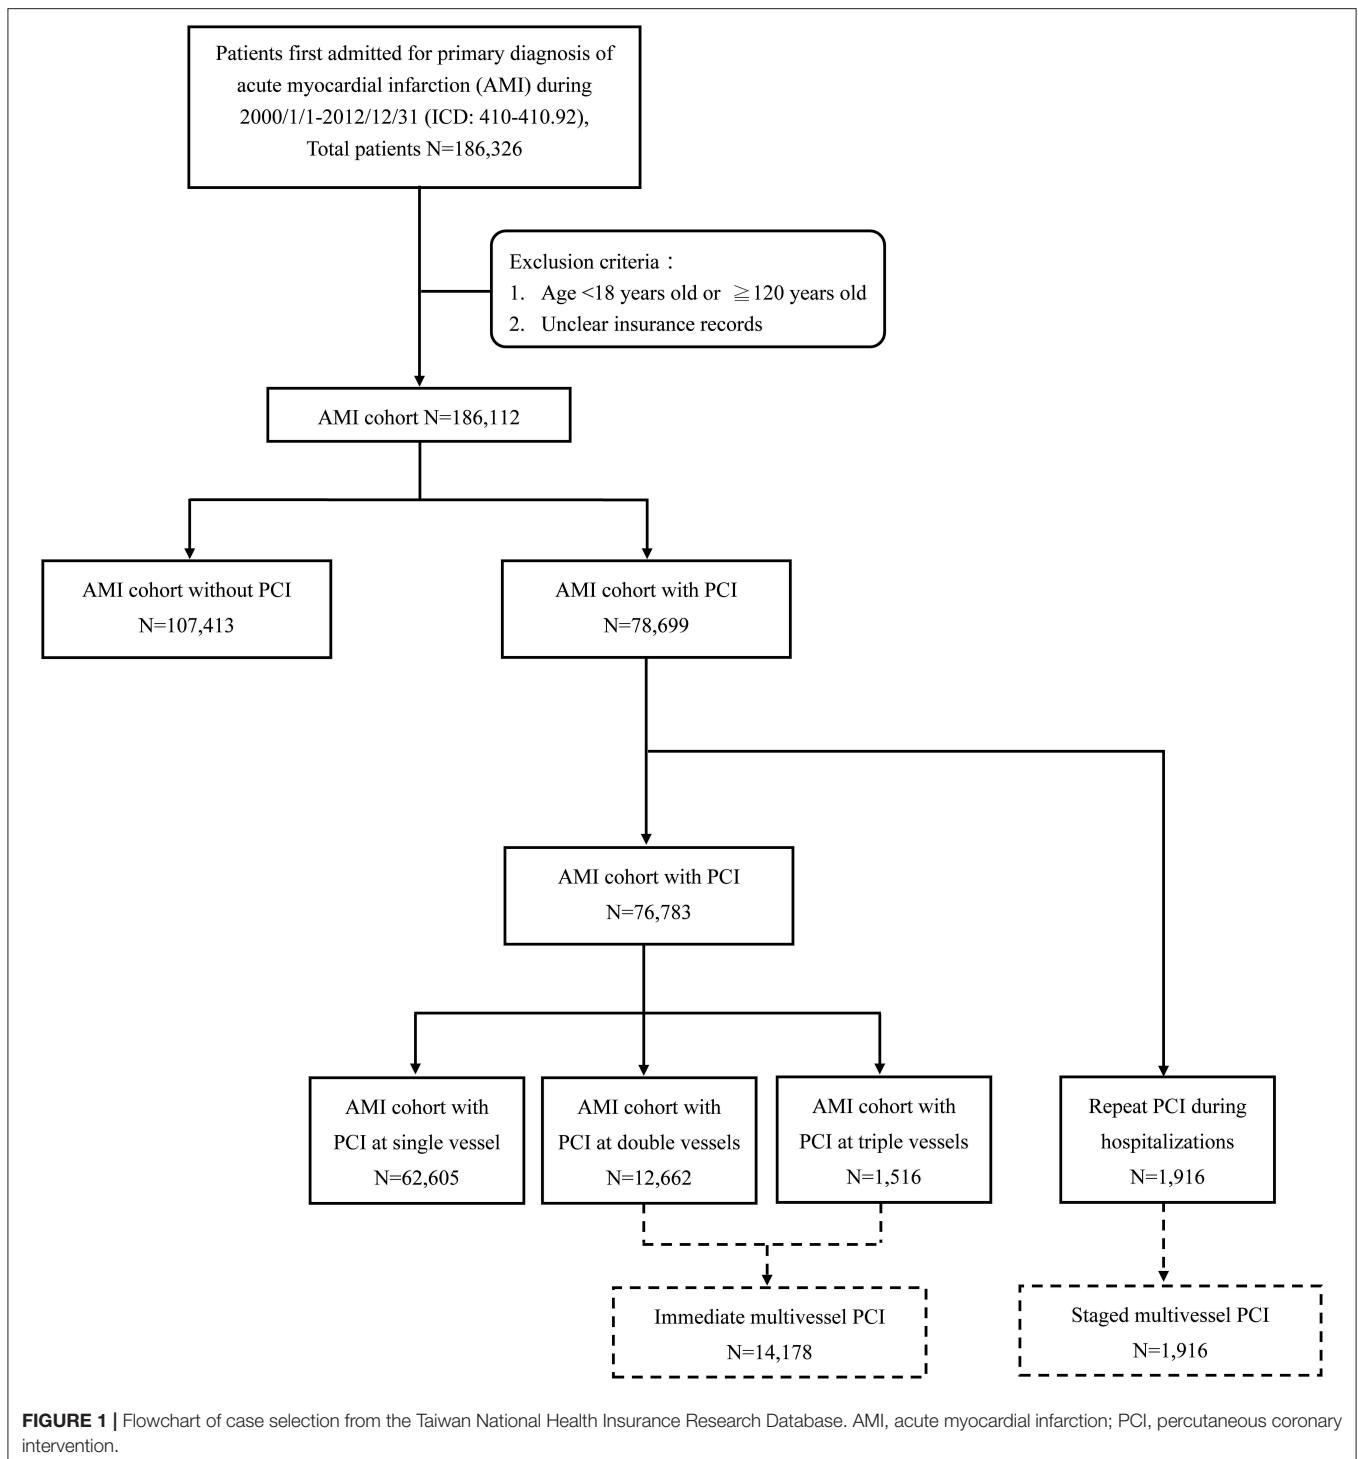 Patients first admitted for primary diagnosis of
acute myocardial infarction (AMI) during
2000/1/1-2012/12/31 (ICD: 410-410.92),
Total patients N=186,326
Exclusion criteria：
1. Age <18 years old or ≧120 years old
2. Unclear insurance records
AMI cohort N=186,112
AMI cohort without PCI
N=107,413
AMI cohort with PCI
N=78,699
AMI cohort with PCI
N=76,783
AMI cohort with
PCI at single vessel
N=62,605
AMI cohort with
PCI at double vessels
N=12,662
AMI cohort with
PCI at triple vessels
N=1,516
Repeat PCI during
hospitalizations
N=1,916
Immediate multivessel PCI
N=14,178
Staged multivessel PCI
N=1,916
FIGURE 1 | Flowchart of case selection from the Taiwan National Health Insurance Research Database. AMI, acute myocardial infarction; PCI, percutaneous coronary
intervention.